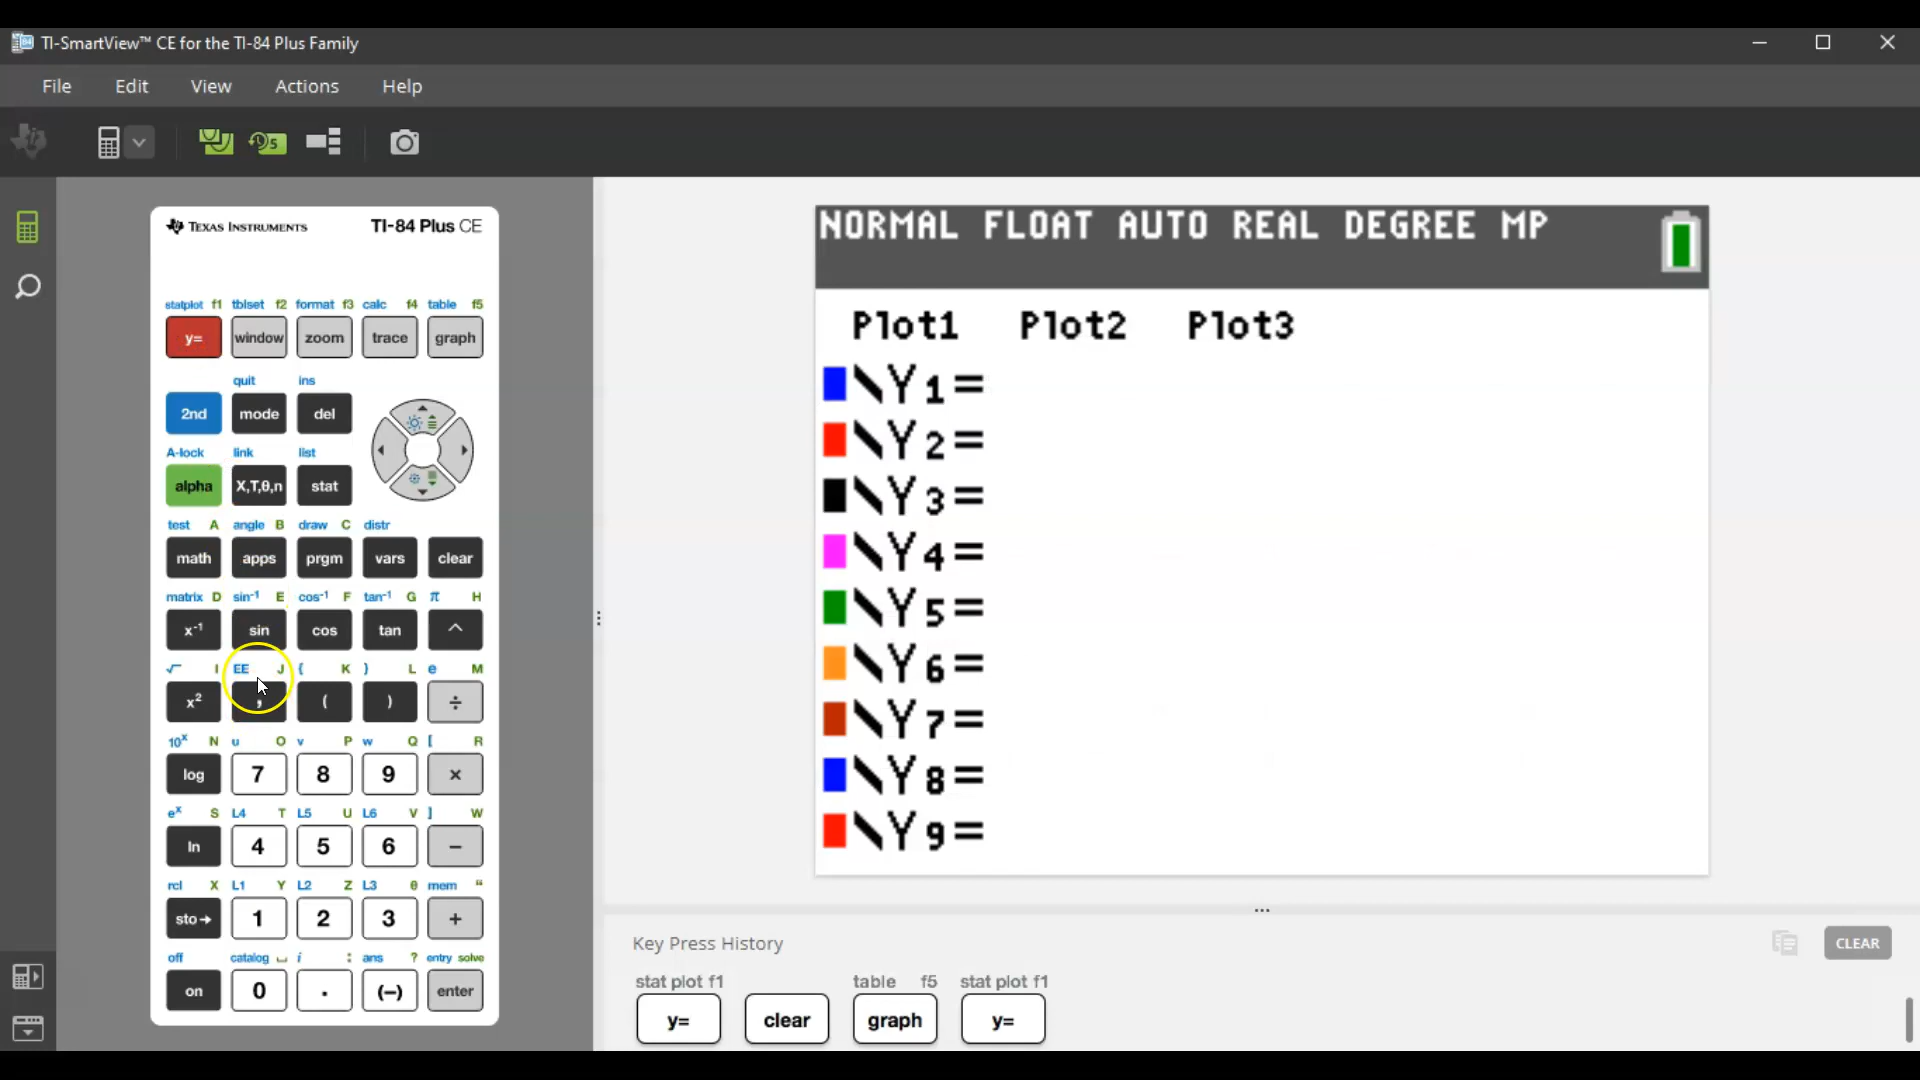 TI-SmartView™ CE for the TI-84 Plus Family
File Edit View Actions Help
TEXAS INSTRUMENTS TI-84 Plus CE
statplot f1 tblset f2 format f3 calc f4 table f5
y= window zoom trace graph
quit ins
2nd mode del
A-lock link list
alpha X,T,θ,n stat
test A angle B draw C distr
math apps prgm vars clear
matrix D sin⁻¹ E cos⁻¹ F tan⁻¹ G π H
x⁻¹ sin cos tan ^
√ I EE J { K } L e M
x² , ( ) ÷
10ˣ N u O v P w Q [ R
log 7 8 9 ×
eˣ S L4 T L5 U L6 V ] W
ln 4 5 6 −
rcl X L1 Y L2 Z L3 θ mem "
sto→ 1 2 3 +
off catalog ⎵ i : ans ? entry solve
on 0 . (−) enter
NORMAL FLOAT AUTO REAL DEGREE MP
Plot1 Plot2 Plot3
\Y1=
\Y2=
\Y3=
\Y4=
\Y5=
\Y6=
\Y7=
\Y8=
\Y9=
Key Press History
CLEAR
stat plot f1 table f5 stat plot f1
y= clear graph y=